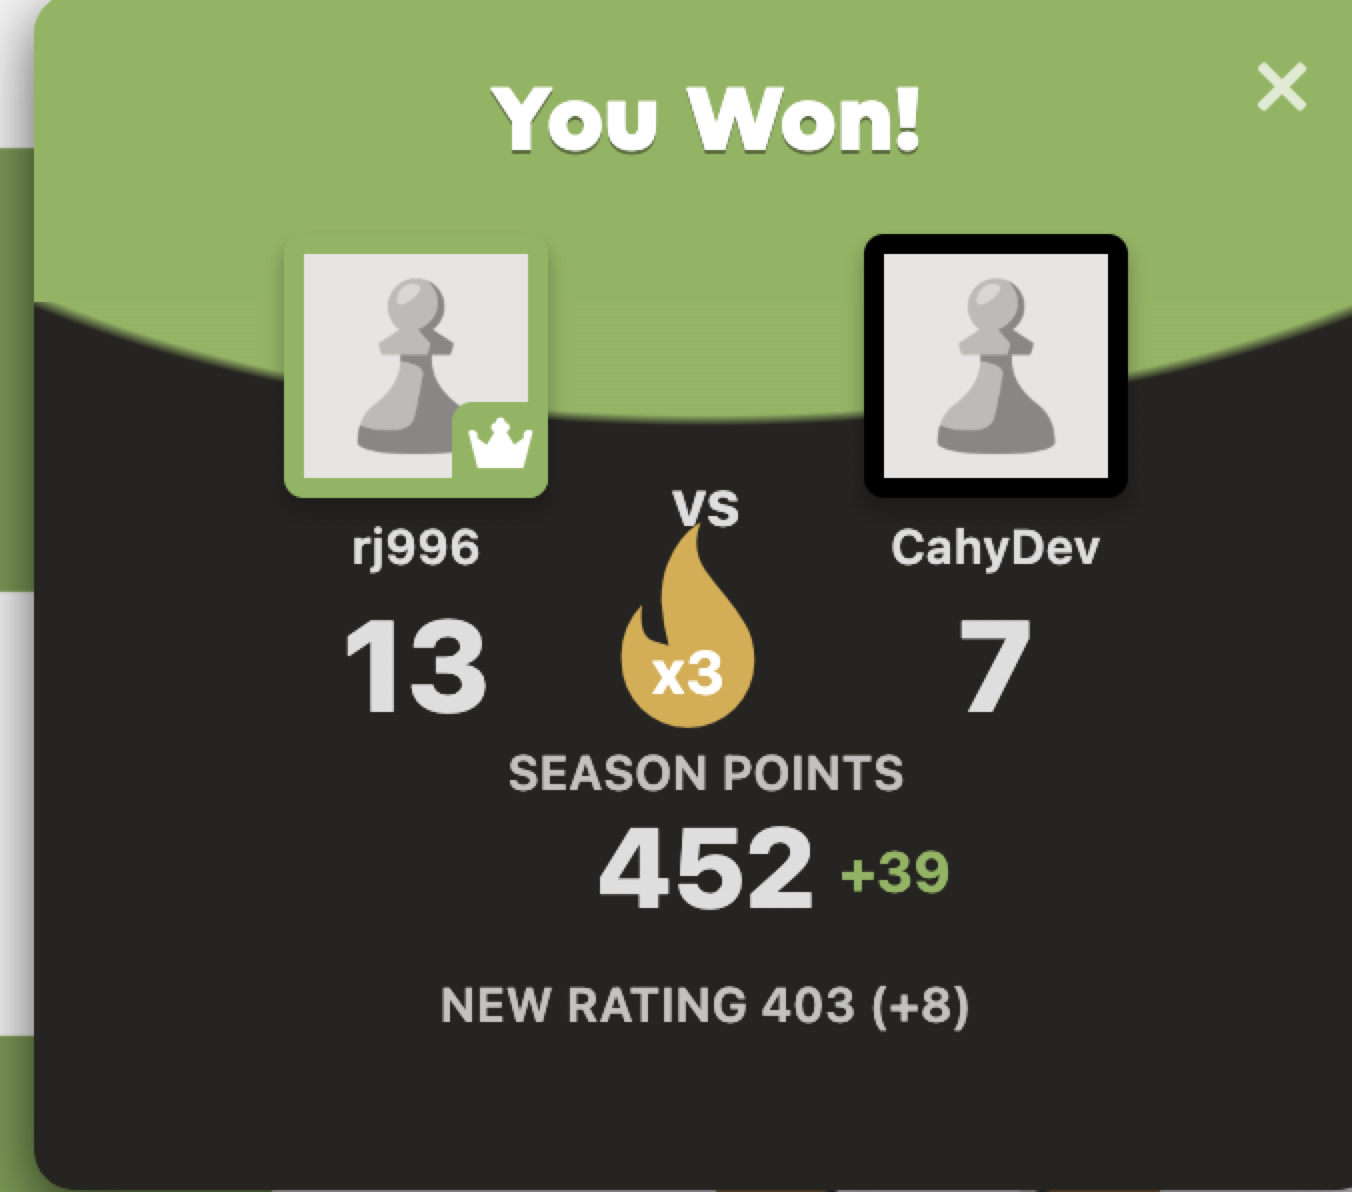 You Won!
vs
rj996
CahyDev
13
x3
7
SEASON POINTS
452 +39
NEW RATING 403 (+8)